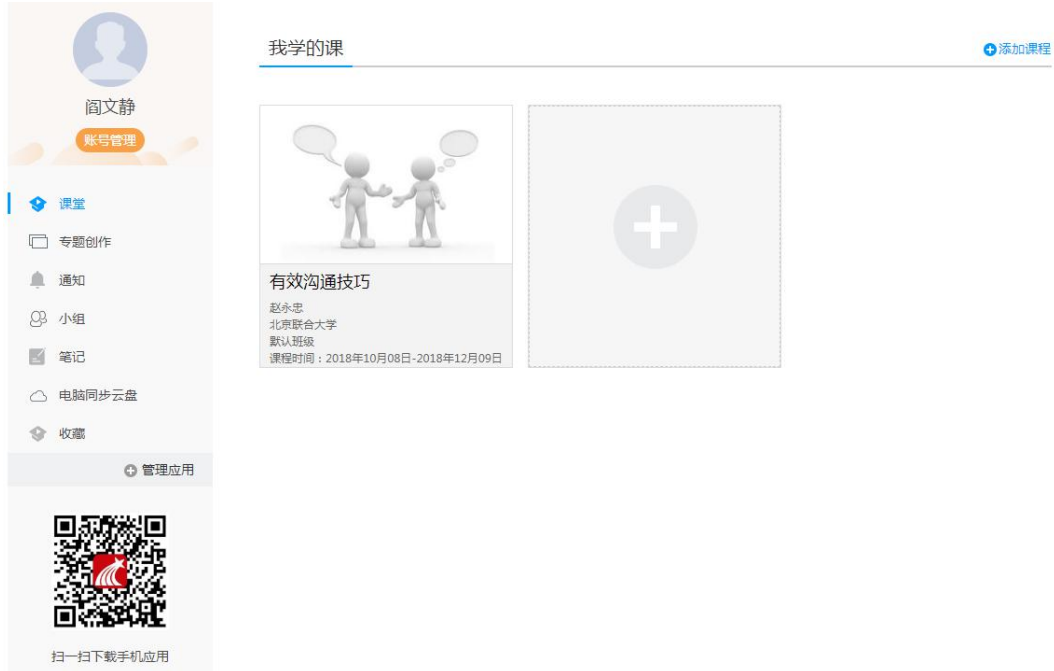 阎文静
账号管理
课堂
专题创作
通知
小组
笔记
电脑同步云盘
收藏
管理应用
扫一扫下载手机应用
我学的课
添加课程
有效沟通技巧
赵永忠
北京联合大学
默认班级
课程时间：2018年10月08日-2018年12月09日